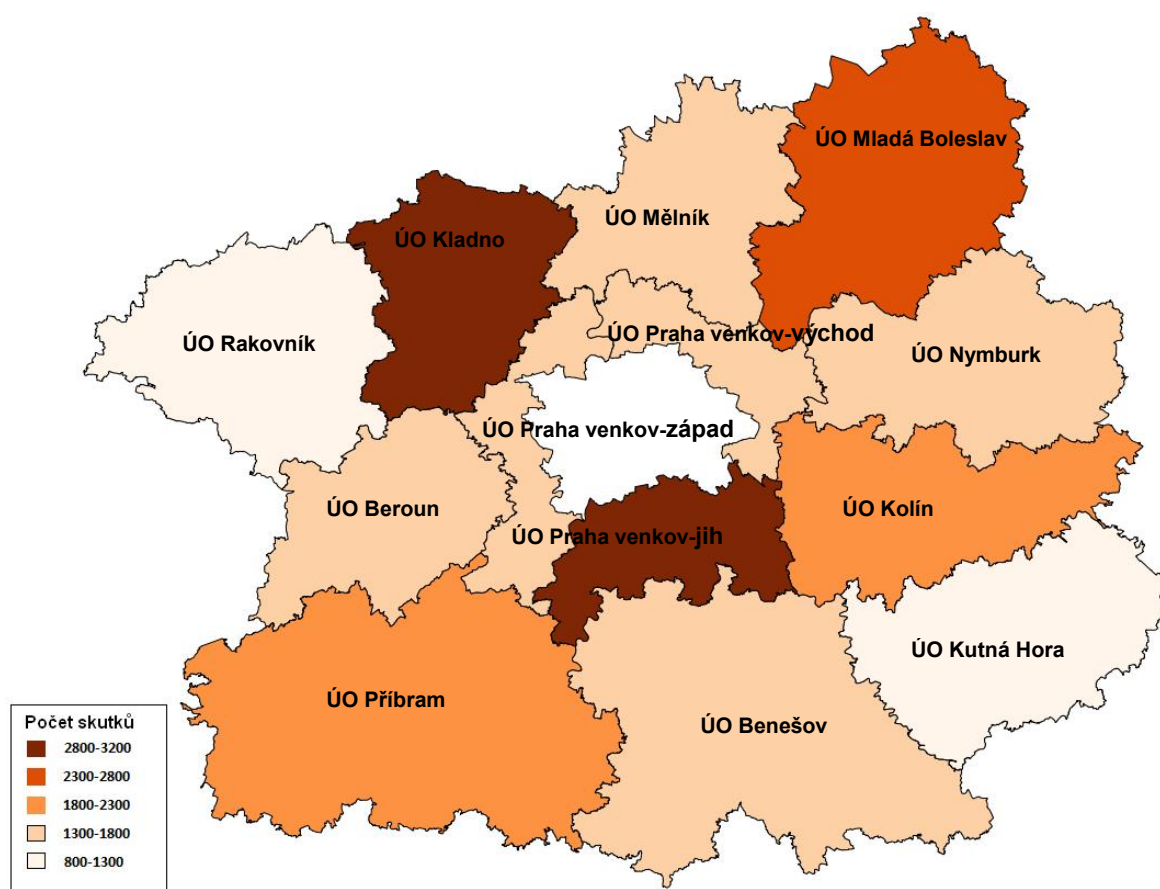 ÚO Mladá Boleslav
ÚO Mělník
ÚO Kladno
ÚO Praha venkov-východ
ÚO Rakovník
ÚO Nymburk
ÚO Praha venkov-západ
ÚO Beroun
ÚO Kolín
ÚO Praha venkov-jih
ÚO Kutná Hora
ÚO Příbram
ÚO Benešov
Počet skutků
2800-3200
2300-2800
1800-2300
1300-1800
800-1300